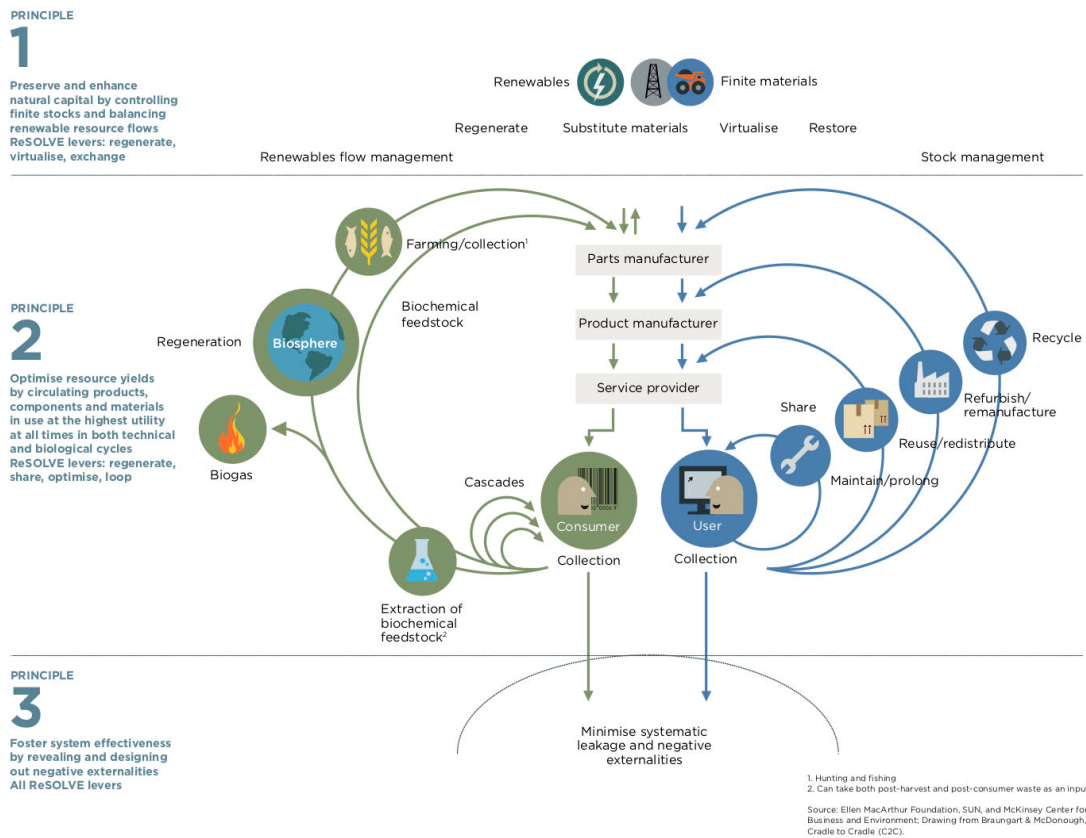 PRINCIPLE
1
Preserve and enhance
natural capital by controlling
finite stocks and balancing
renewable resource flows
ReSOLVE levers: regenerate,
virtualise, exchange
Renewables
Finite materials
Regenerate
Substitute materials
Virtualise
Restore
Renewables flow management
Stock management
PRINCIPLE
2
Optimise resource yields
by circulating products,
components and materials
in use at the highest utility
at all times in both technical
and biological cycles
ReSOLVE levers: regenerate,
share, optimise, loop
Farming/collection¹
Biochemical
feedstock
Regeneration
Biosphere
Biogas
Cascades
Extraction of
biochemical
feedstock²
Parts manufacturer
Product manufacturer
Service provider
Consumer
Collection
User
Collection
Share
Maintain/prolong
Reuse/redistribute
Refurbish/
remanufacture
Recycle
PRINCIPLE
3
Foster system effectiveness
by revealing and designing
out negative externalities
All ReSOLVE levers
Minimise systematic
leakage and negative
externalities
1. Hunting and fishing
2. Can take both post-harvest and post-consumer waste as an inpu
Source: Ellen MacArthur Foundation, SUN, and McKinsey Center for
Business and Environment; Drawing from Braungart & McDonough,
Cradle to Cradle (C2C).